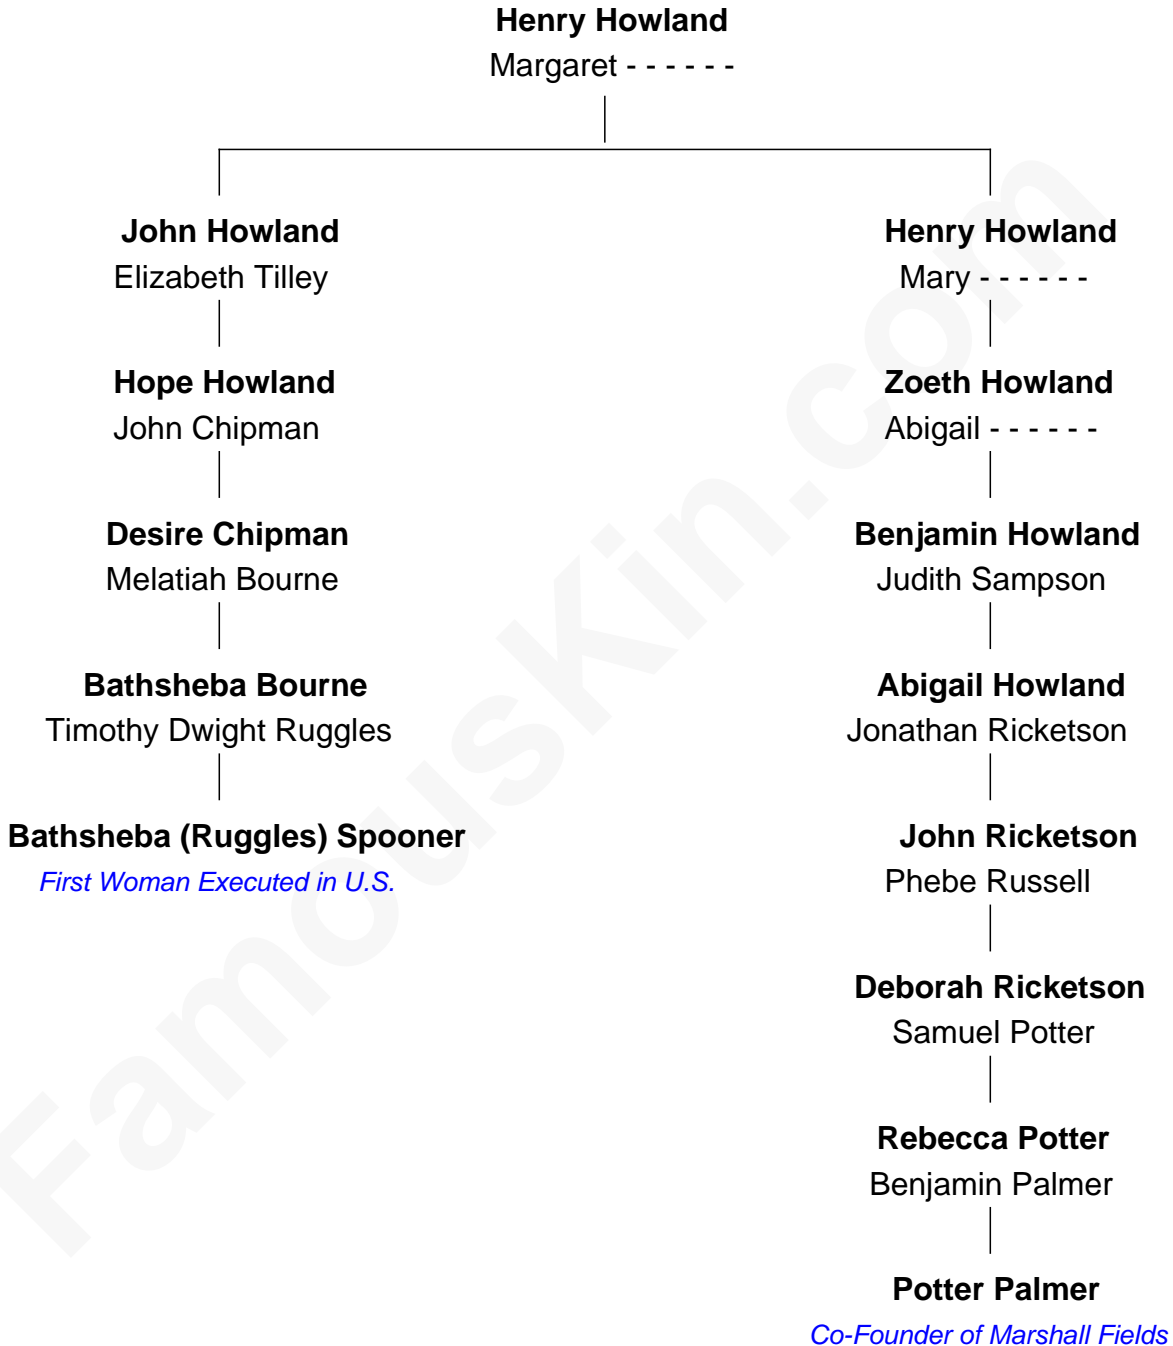 Henry Howland
Margaret - - - - - -
John Howland
Elizabeth Tilley
Hope Howland
John Chipman
Desire Chipman
Melatiah Bourne
Bathsheba Bourne
Timothy Dwight Ruggles
Bathsheba (Ruggles) Spooner
First Woman Executed in U.S.
Henry Howland
Mary - - - - - -
Zoeth Howland
Abigail - - - - - -
Benjamin Howland
Judith Sampson
Abigail Howland
Jonathan Ricketson
John Ricketson
Phebe Russell
Deborah Ricketson
Samuel Potter
Rebecca Potter
Benjamin Palmer
Potter Palmer
Co-Founder of Marshall Fields
FamousKin.com